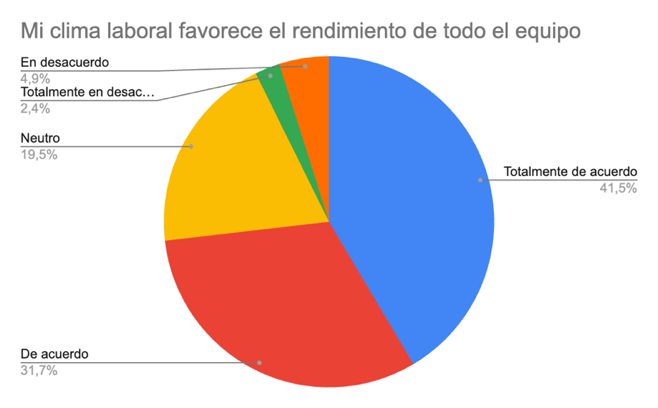 Mi clima laboral favorece el rendimiento de todo el equipo
En desacuerdo
4,9%
Totalmente en desac…
2,4%
Neutro
19,5%
Totalmente de acuerdo
41,5%
De acuerdo
31,7%